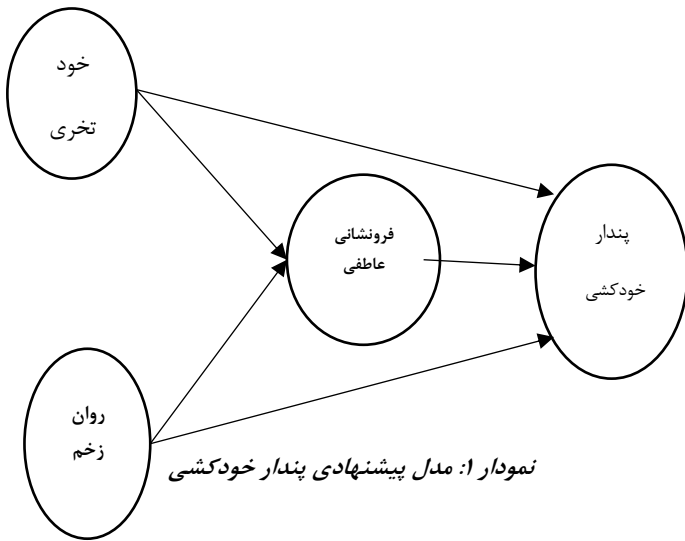 خود
تخری
فرونشانی
عاطفی
پندار
خودکشی
روان
زخم
نمودار ۱: مدل پیشنهادی پندار خودکشی